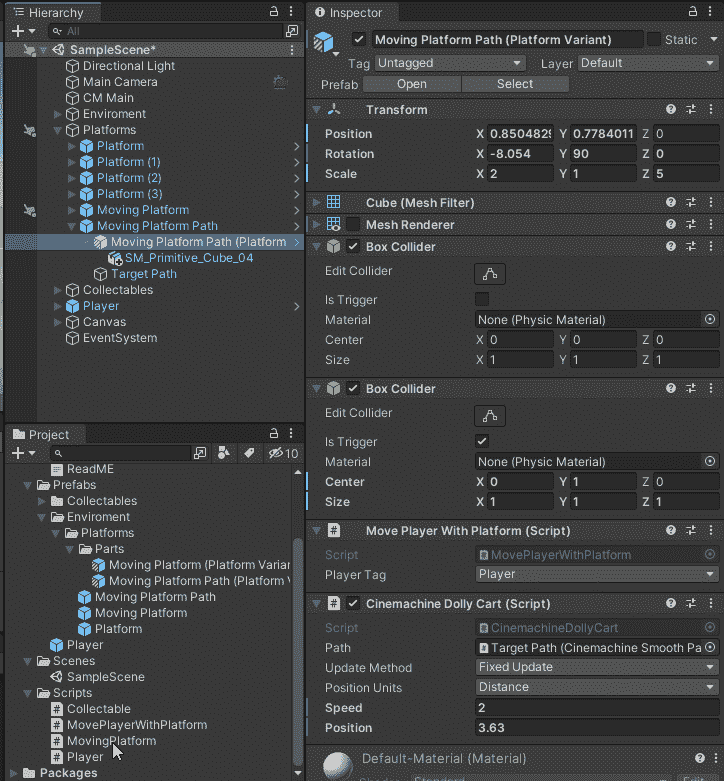 Hierarchy
All
SampleScene*
Directional Light
Main Camera
CM Main
Enviroment
Platforms
Platform
Platform (1)
Platform (2)
Platform (3)
Moving Platform
Moving Platform Path
Moving Platform Path (Platform
SM_Primitive_Cube_04
Target Path
Collectables
Player
Canvas
EventSystem
Project
10
ReadME
Prefabs
Collectables
Enviroment
Platforms
Parts
Moving Platform (Platform Varian
Moving Platform Path (Platform V
Moving Platform Path
Moving Platform
Platform
Player
Scenes
SampleScene
Scripts
Collectable
MovePlayerWithPlatform
MovingPlatform
Player
Packages
Inspector
Moving Platform Path (Platform Variant) Static
Tag Untagged Layer Default
Prefab Open Select
Transform
Position X 0.8504829 Y 0.7784011 Z 0
Rotation X -8.054 Y 90 Z 0
Scale X 2 Y 1 Z 5
Cube (Mesh Filter)
Mesh Renderer
Box Collider
Edit Collider
Is Trigger
Material None (Physic Material)
Center X 0 Y 0 Z 0
Size X 1 Y 1 Z 1
Box Collider
Edit Collider
Is Trigger
Material None (Physic Material)
Center X 0 Y 1 Z 0
Size X 1 Y 1 Z 1
# Move Player With Platform (Script)
Script MovePlayerWithPlatform
Player Tag Player
# Cinemachine Dolly Cart (Script)
Script CinemachineDollyCart
Path Target Path (Cinemachine Smooth Pa
Update Method Fixed Update
Position Units Distance
Speed 2
Position 3.63
Default-Material (Material)